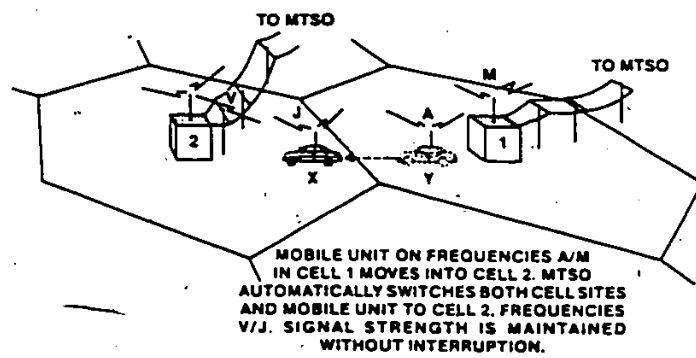 TO MTSO
M
TO MTSO
V
J
A
2
1
X
Y
MOBILE UNIT ON FREQUENCIES A/M
IN CELL 1 MOVES INTO CELL 2. MTSO
AUTOMATICALLY SWITCHES BOTH CELL SITES
AND MOBILE UNIT TO CELL 2, FREQUENCIES
V/J. SIGNAL STRENGTH IS MAINTAINED
WITHOUT INTERRUPTION.